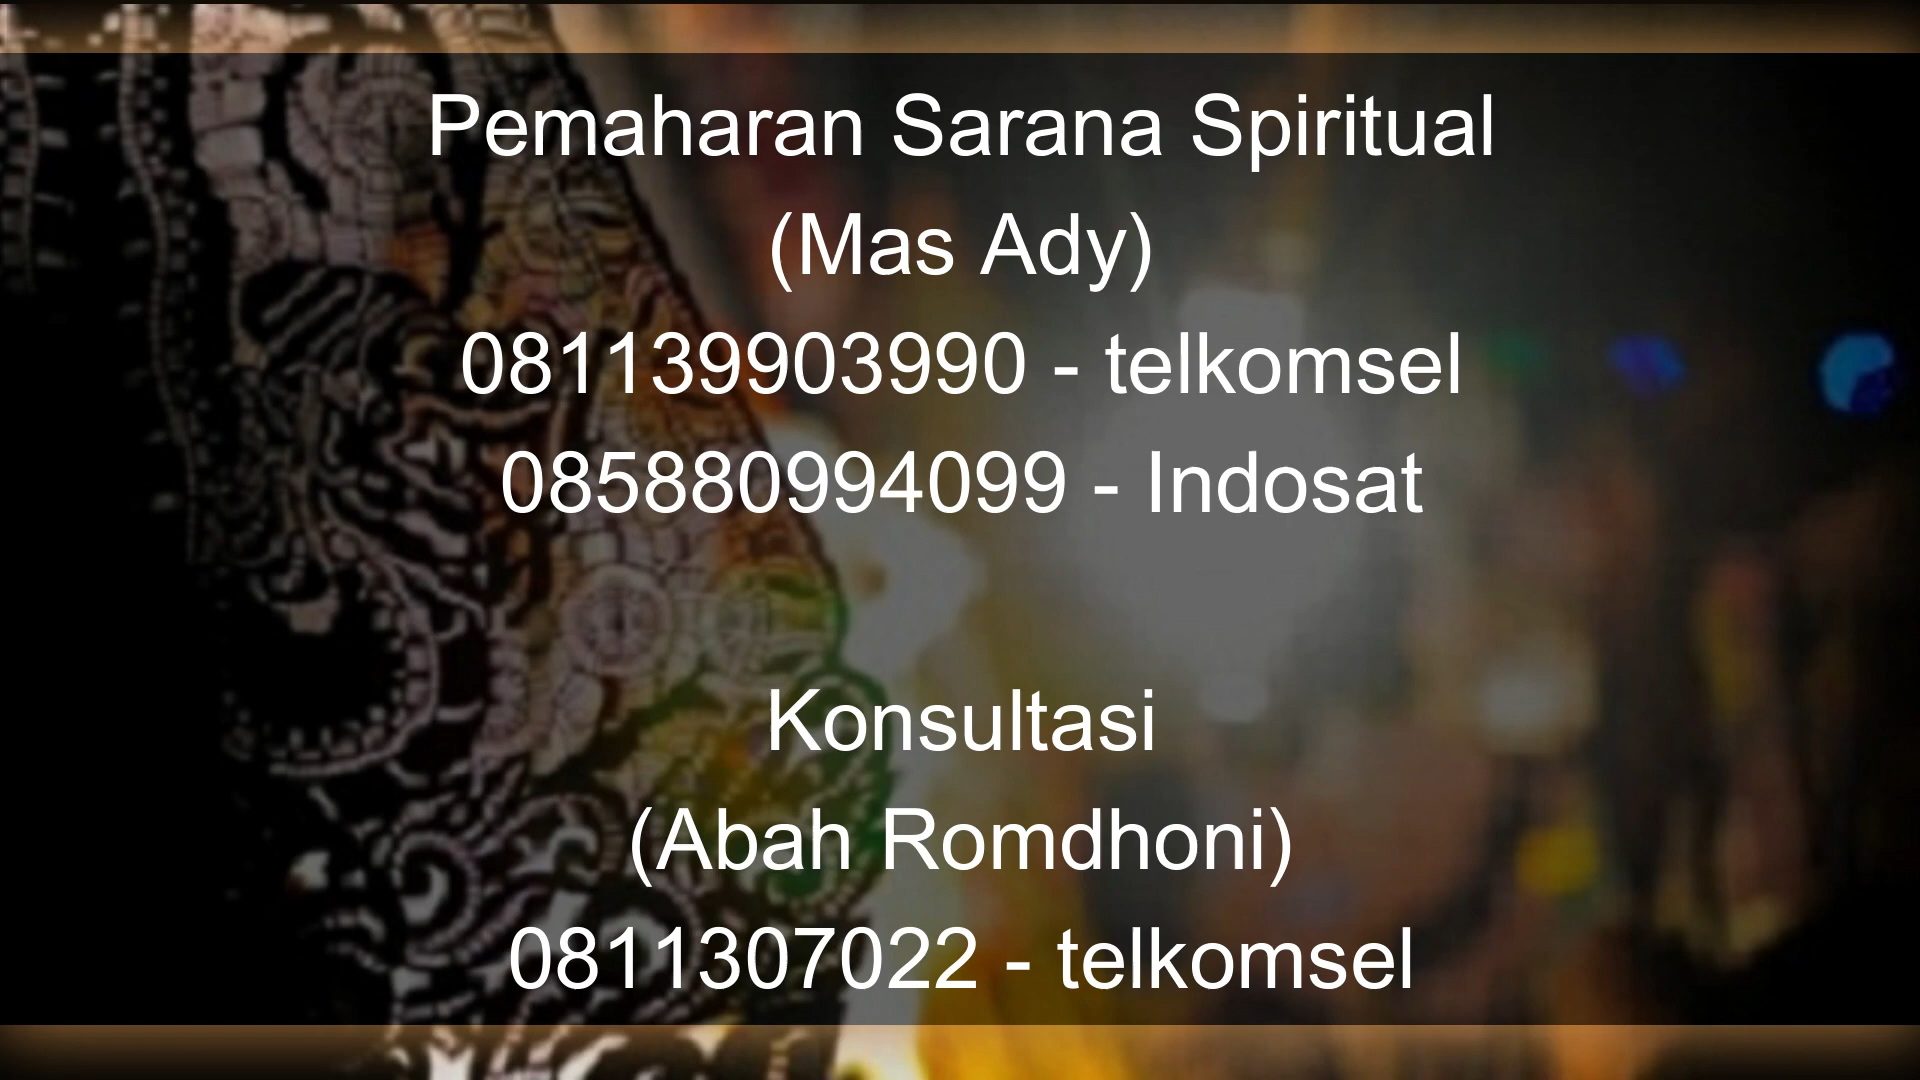 Pemaharan Sarana Spiritual
(Mas Ady)
081139903990 - telkomsel
085880994099 - Indosat
Konsultasi
(Abah Romdhoni)
0811307022 - telkomsel